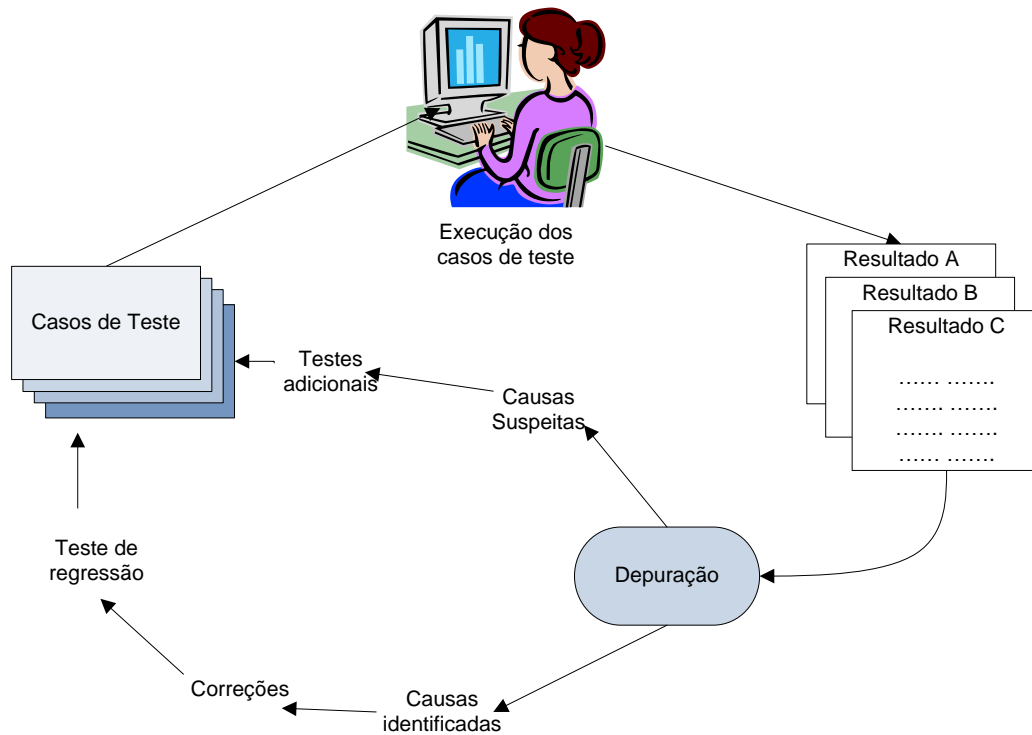 Execução dos
casos de teste
Resultado A
Resultado B
Resultado C
...... .......
....... .......
....... .......
...... .......
Casos de Teste
Testes
adicionais
Causas
Suspeitas
Teste de
regressão
Depuração
Correções
Causas
identificadas